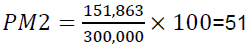 PM2 = 151,863/300,000 × 100=51